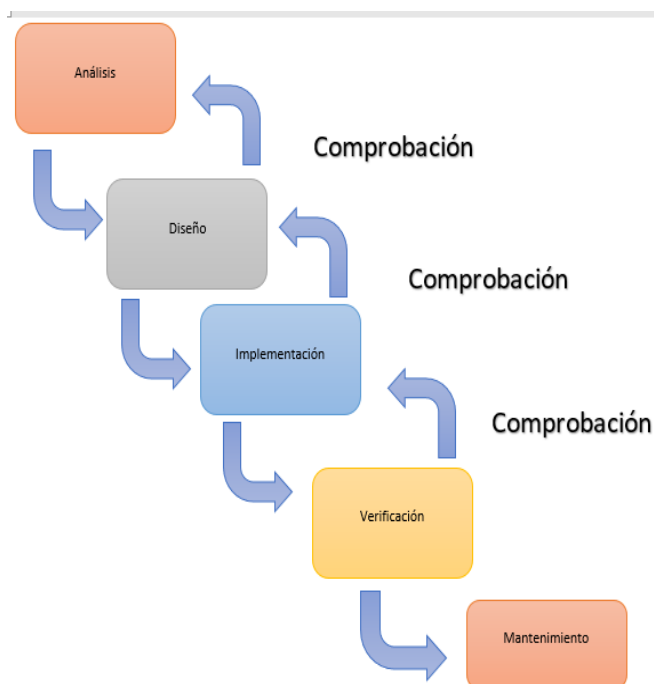 Análisis
Comprobación
Diseño
Comprobación
Implementación
Comprobación
Verificación
Mantenimiento